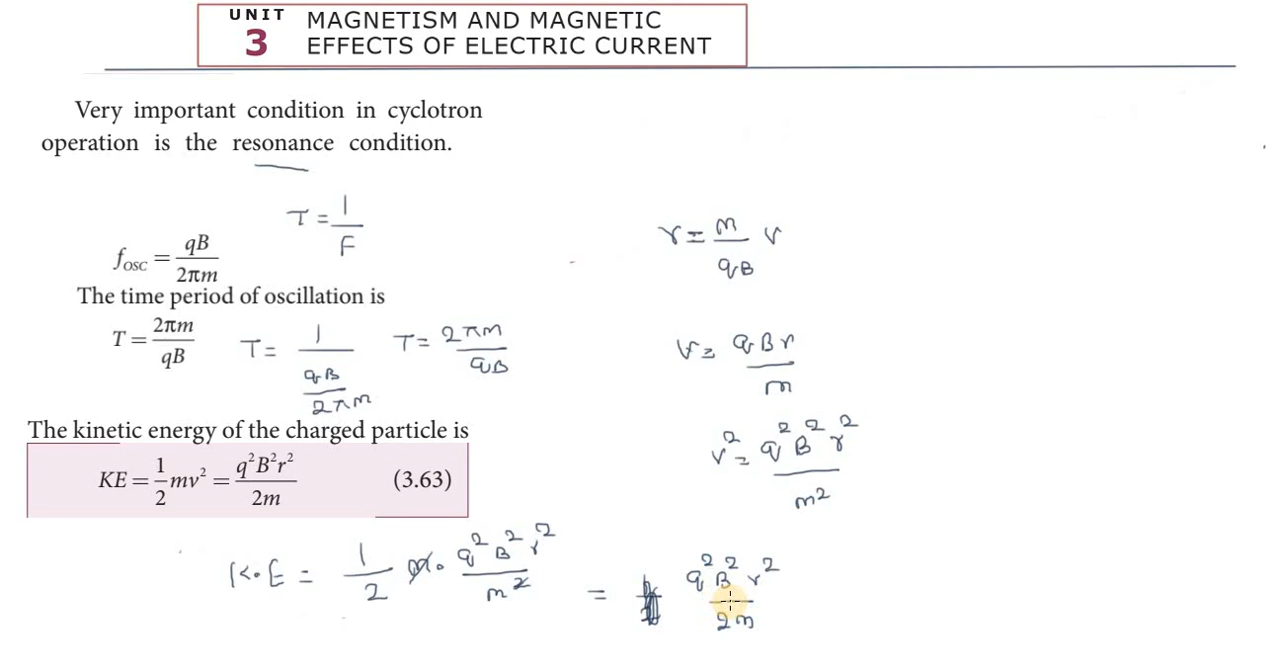 UNIT
3
MAGNETISM AND MAGNETIC
EFFECTS OF ELECTRIC CURRENT
Very important condition in cyclotron
operation is the resonance condition.
T = 1/F
f_OSC = qB/2πm
The time period of oscillation is
T = 2πm/qB
T = 1/(qB/2πm)
T = 2πm/qB
The kinetic energy of the charged particle is
KE = 1/2 mv² = q²B²r²/2m (3.63)
r = m/qB v
v = qBr/m
v² = q²B²r²/m²
K.E = 1/2 m. q²B²r²/m² = q²B²r²/2m